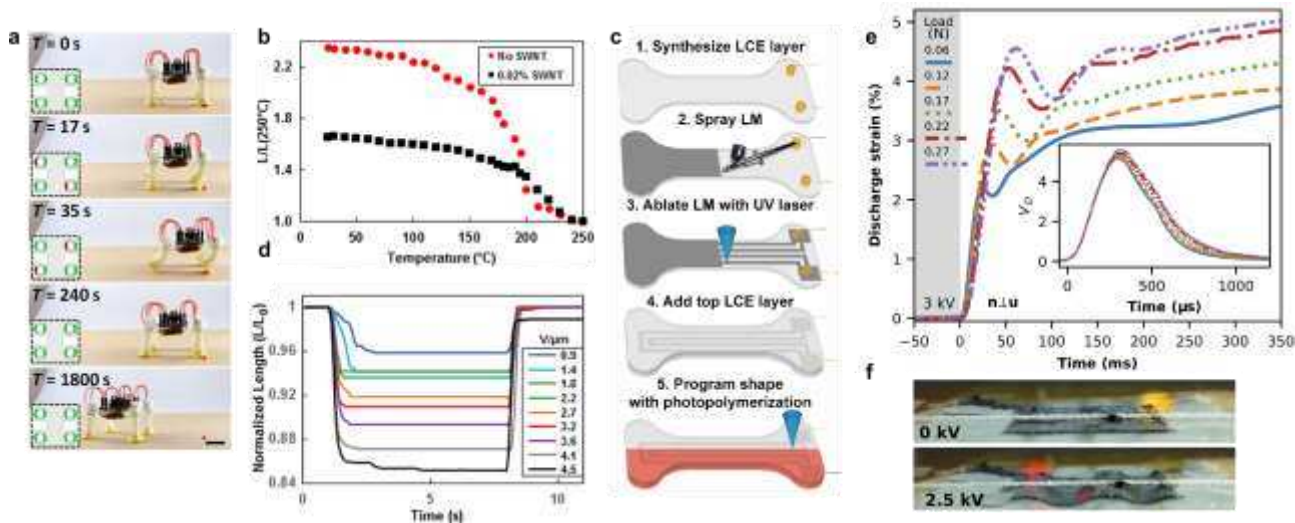 a
T = 0 s
T = 17 s
T = 35 s
T = 240 s
T = 1800 s
b
L/L(250°C)
2.2
1.8
1.4
1.0
No SWNT
0.02% SWNT
0
50
100
150
200
250
Temperature (°C)
d
Normalized Length (L/L0)
1
0.96
0.92
0.88
0.84
V/μm
0.5
1.4
1.8
2.2
2.7
3.2
3.6
4.1
4.5
0
5
10
Time (s)
c
1. Synthesize LCE layer
2. Spray LM
3. Ablate LM with UV laser
4. Add top LCE layer
5. Program shape
with photopolymerization
e
Discharge strain (%)
5
4
3
2
1
0
Load
(N)
0.06
0.12
0.17
0.22
0.27
3 kV
n⊥u
4
2
0
0
500
1000
Time (μs)
−50
0
50
100
150
200
250
300
350
Time (ms)
f
0 kV
2.5 kV